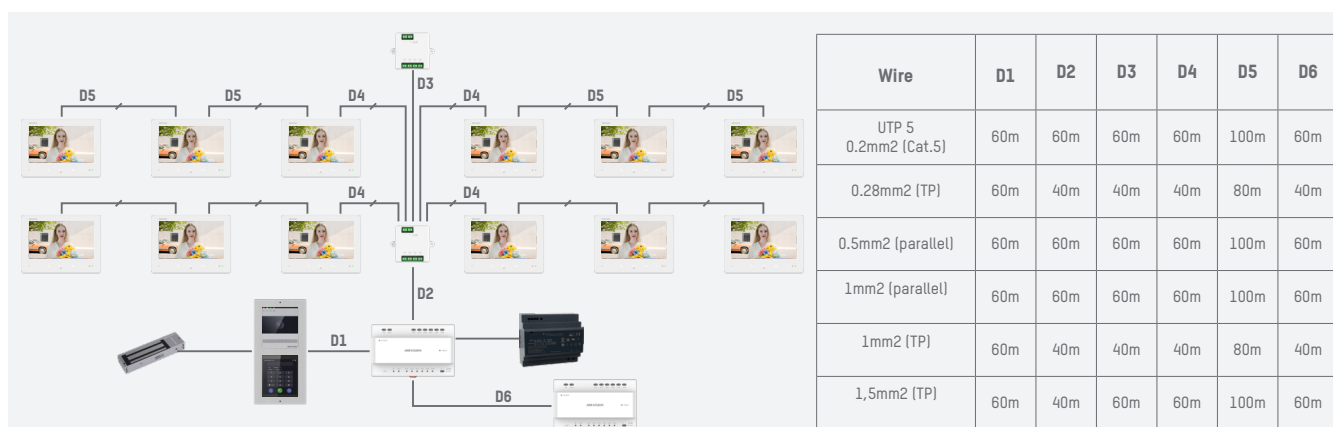 D3
D5 D5 D4 D4 D5 D5
D4 D4
D2
D1
D6
Wire D1 D2 D3 D4 D5 D6
UTP 5
0.2mm2 (Cat.5) 60m 60m 60m 60m 100m 60m
0.28mm2 (TP) 60m 40m 40m 40m 80m 40m
0.5mm2 (parallel) 60m 60m 60m 60m 100m 60m
1mm2 (parallel) 60m 60m 60m 60m 100m 60m
1mm2 (TP) 60m 40m 40m 40m 80m 40m
1,5mm2 (TP) 60m 40m 60m 60m 100m 60m